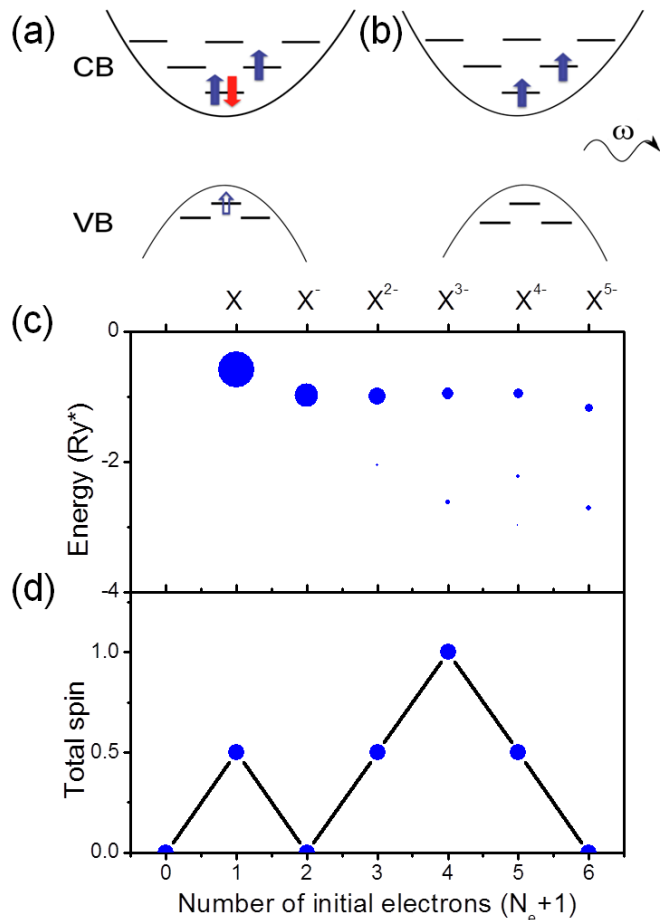 (a)
(b)
CB
ω
VB
X X⁻ X²⁻ X³⁻ X⁴⁻ X⁵⁻
(c)
0
-2
-4
Energy (Ry*)
(d)
1.0
0.5
0.0
Total spin
0 1 2 3 4 5 6
Number of initial electrons (Nₑ+1)